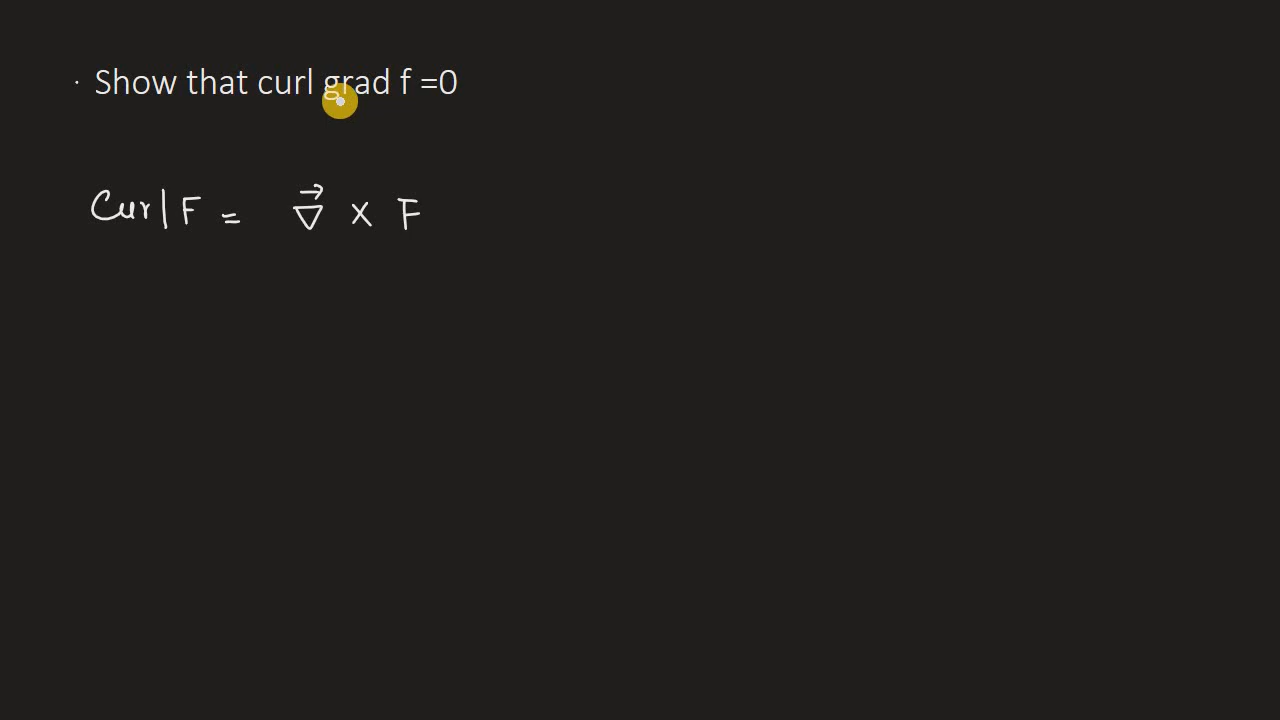 · Show that curl grad f =0
Curl F = ∇⃗ × F